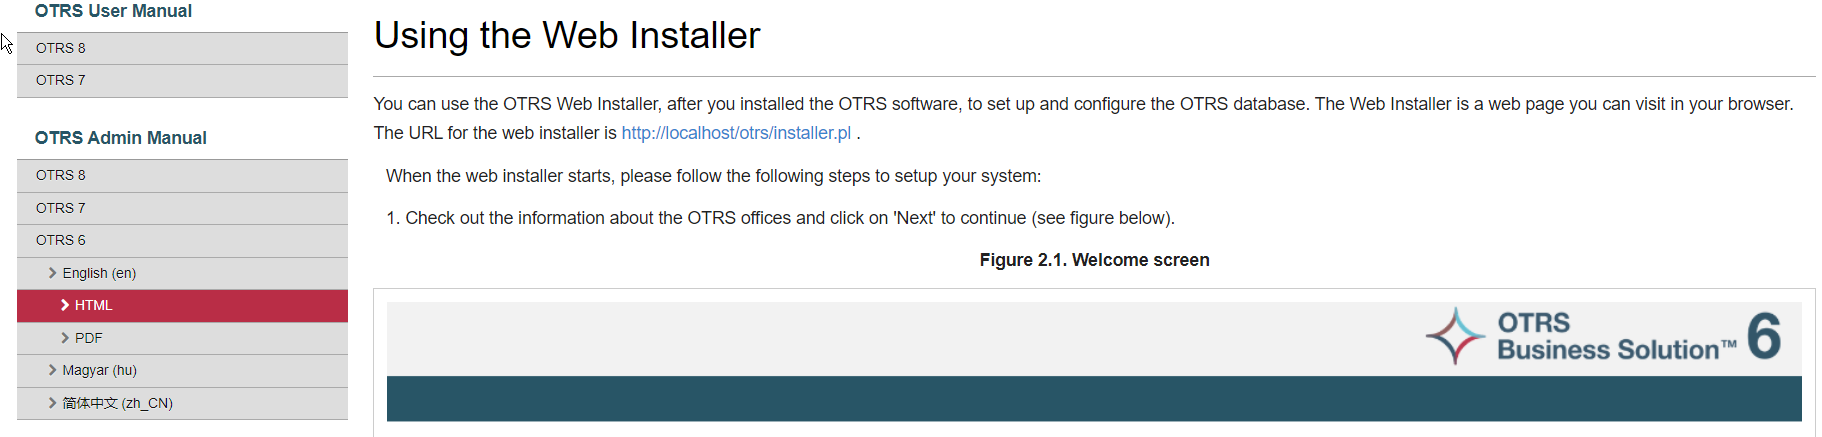 OTRS User Manual
OTRS 8
OTRS 7
OTRS Admin Manual
OTRS 8
OTRS 7
OTRS 6
English (en)
HTML
PDF
Magyar (hu)
简体中文 (zh_CN)
Using the Web Installer
You can use the OTRS Web Installer, after you installed the OTRS software, to set up and configure the OTRS database. The Web Installer is a web page you can visit in your browser.
The URL for the web installer is http://localhost/otrs/installer.pl .
When the web installer starts, please follow the following steps to setup your system:
1. Check out the information about the OTRS offices and click on 'Next' to continue (see figure below).
Figure 2.1. Welcome screen
OTRS
Business Solution™ 6